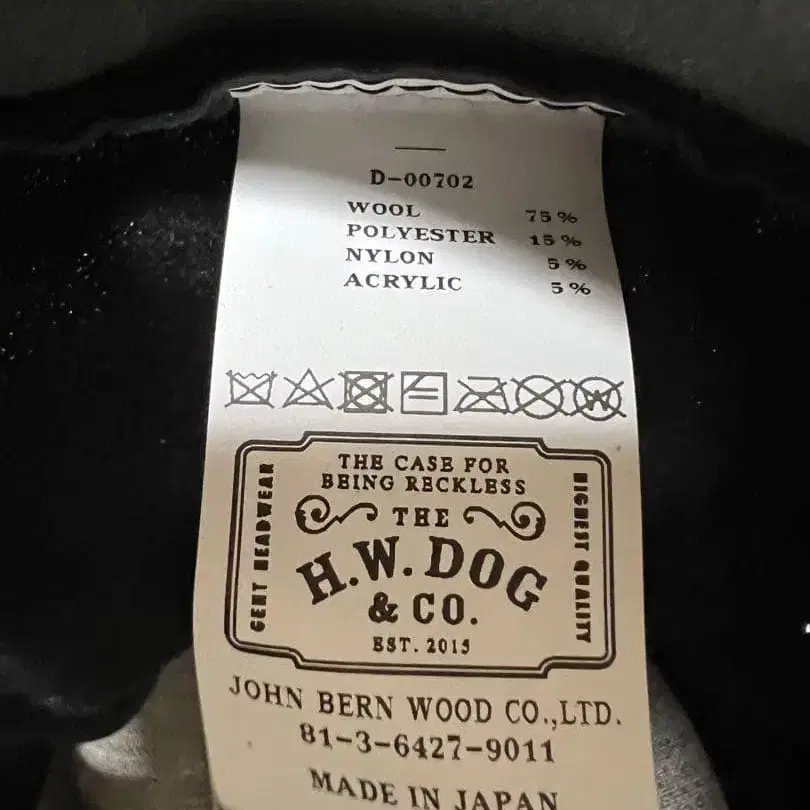 D-00702
WOOL 75%
POLYESTER 15%
NYLON 5%
ACRYLIC 5%
THE CASE FOR
BEING RECKLESS
GENT HEADWEAR
THE
H.W. DOG
& CO.
EST. 2015
HIGHEST QUALITY
JOHN BERN WOOD CO.,LTD.
81-3-6427-9011
MADE IN JAPAN